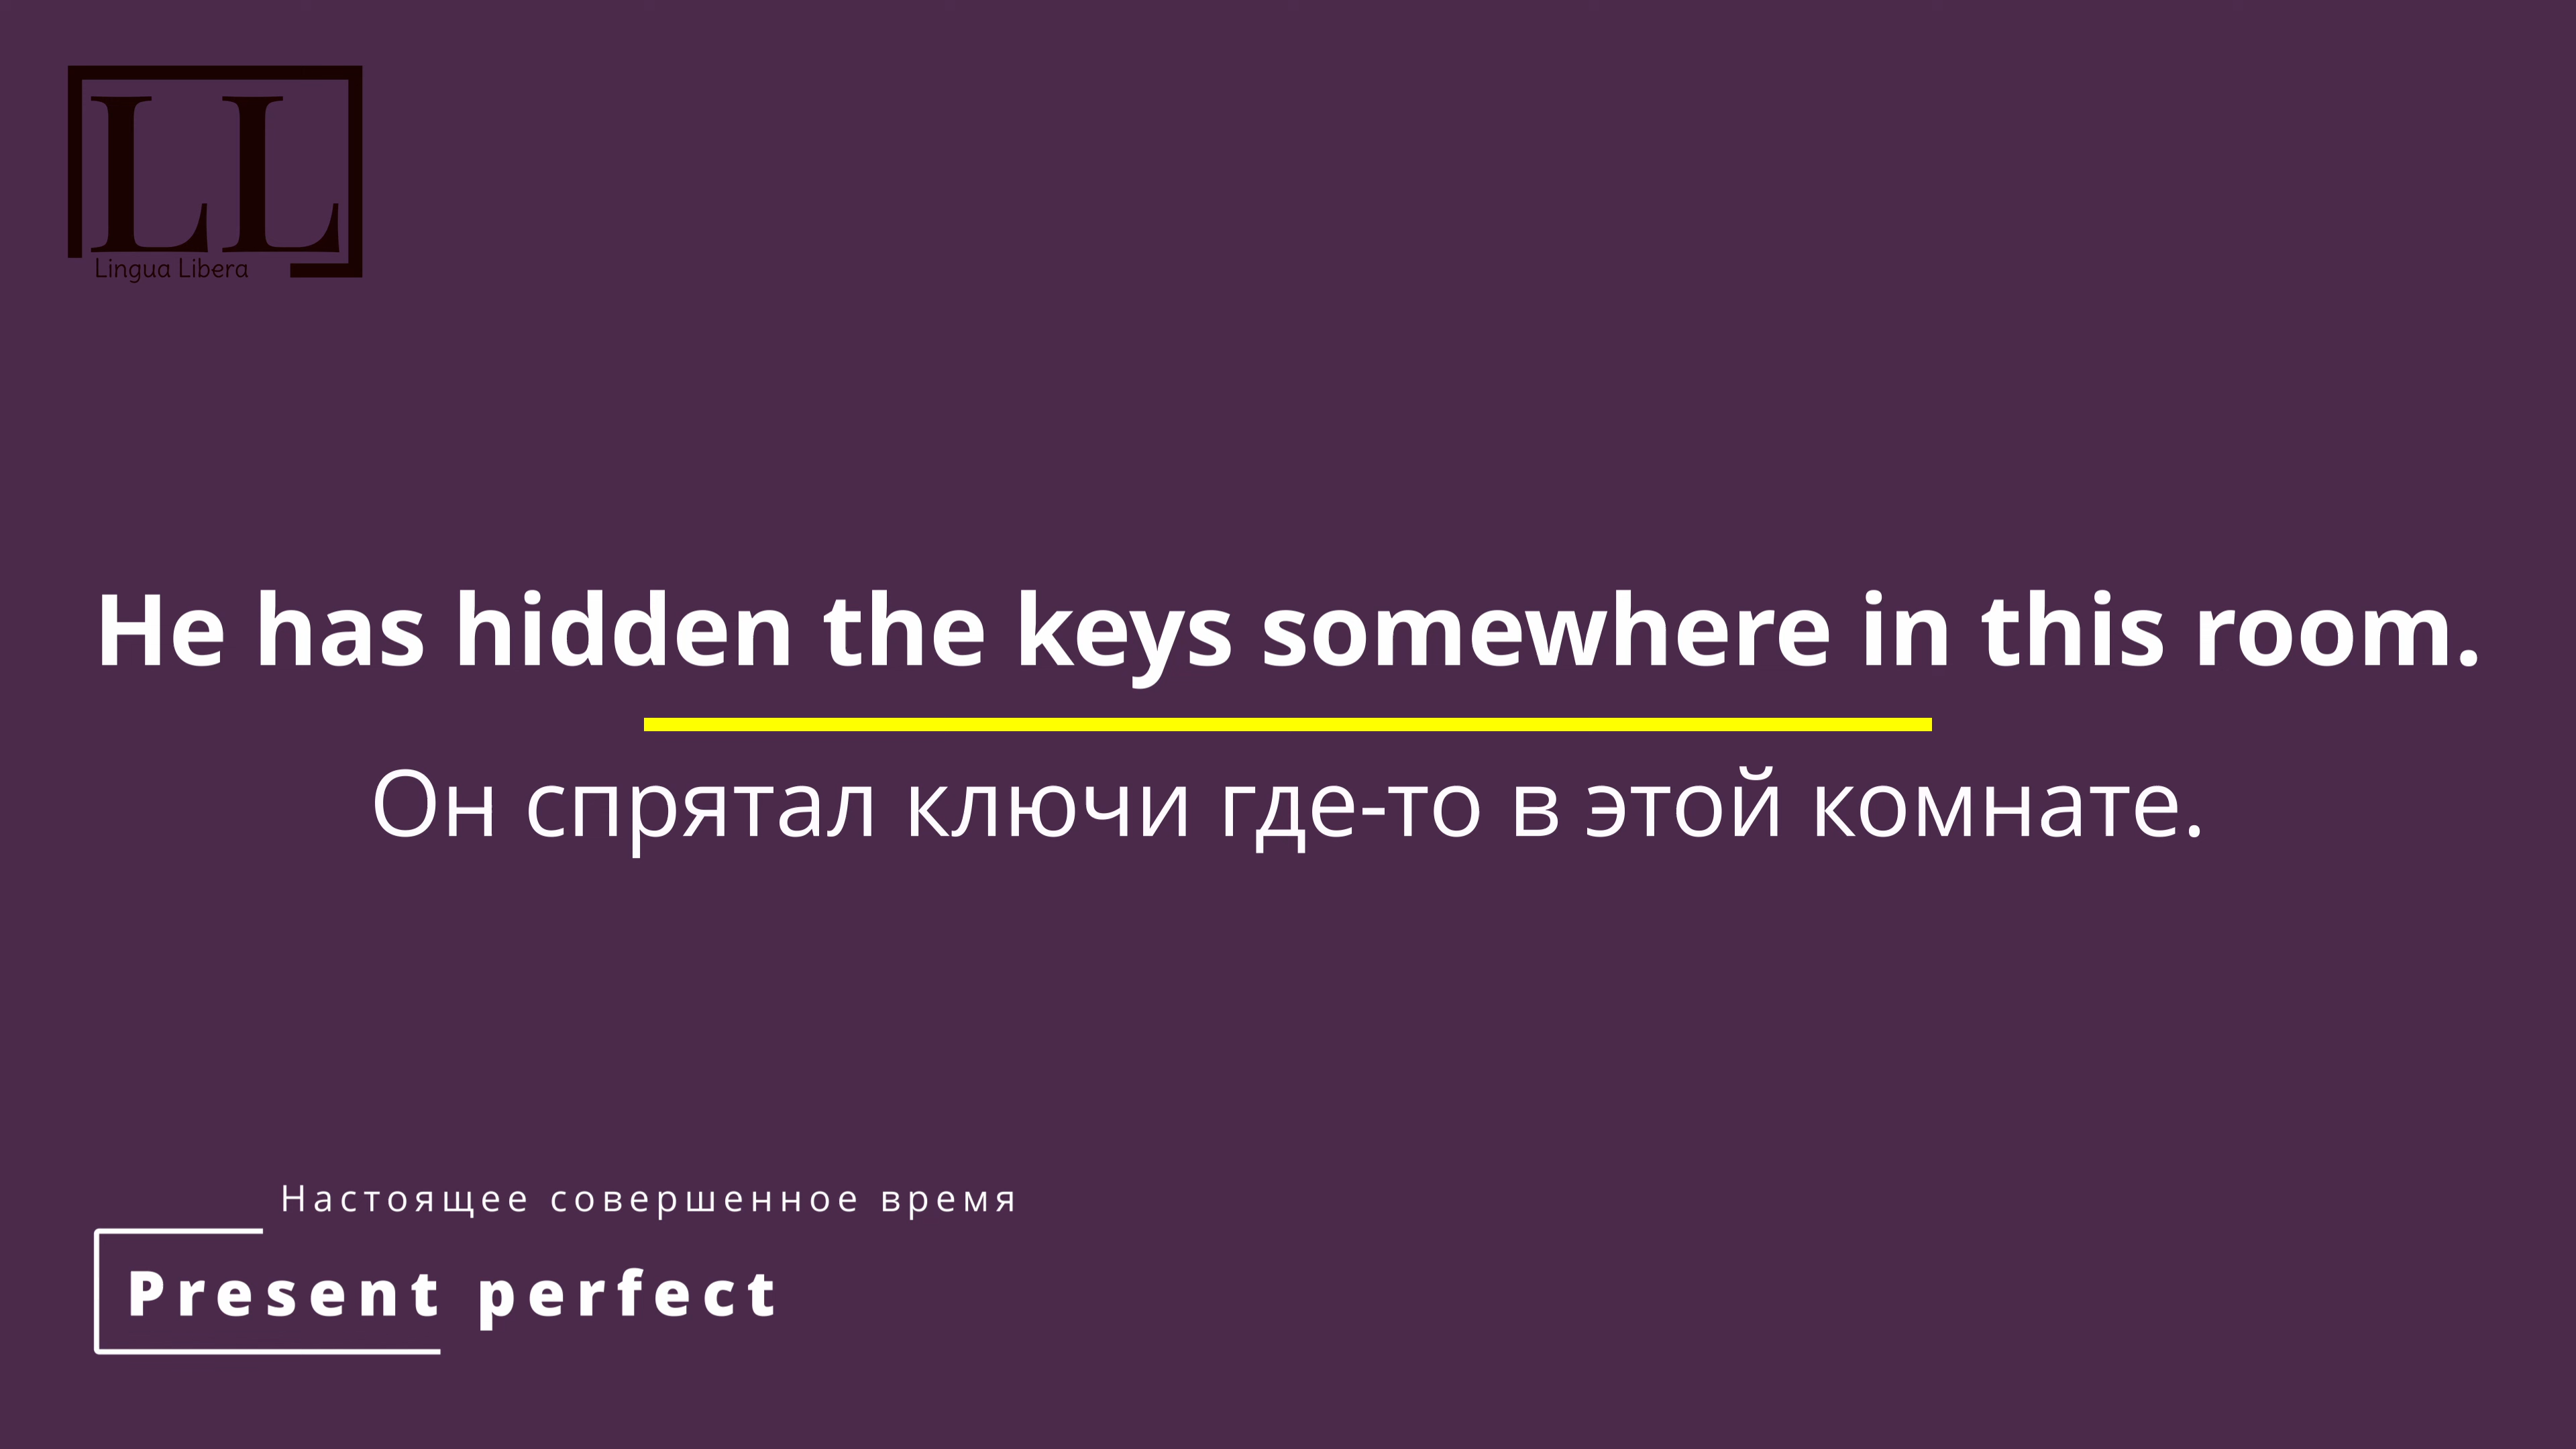 LL
Lingua Libera
He has hidden the keys somewhere in this room.
Он спрятал ключи где-то в этой комнате.
Настоящее совершенное время
Present perfect